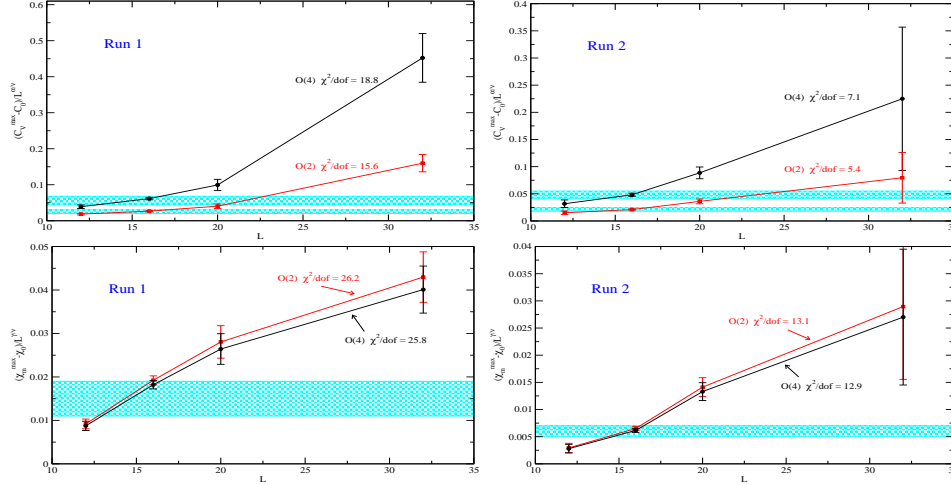 Run 1
O(4) χ²/dof = 18.8
O(2) χ²/dof = 15.6
(C_V^max-C_0)/L^α/ν
0.6
0.5
0.4
0.3
0.2
0.1
0
10 15 20 25 30 35
L
Run 2
O(4) χ²/dof = 7.1
O(2) χ²/dof = 5.4
(C_V^max-C_0)/L^α/ν
0.4
0.35
0.3
0.25
0.2
0.15
0.1
0.05
0
10 15 20 25 30 35
L
Run 1
O(2) χ²/dof = 26.2
O(4) χ²/dof = 25.8
(χ_m^max-χ_0)/L^γ/ν
0.05
0.04
0.03
0.02
0.01
0
10 15 20 25 30 35
L
Run 2
O(2) χ²/dof = 13.1
O(4) χ²/dof = 12.9
(χ_m^max-χ_0)/L^γ/ν
0.04
0.035
0.03
0.025
0.02
0.015
0.01
0.005
0
10 15 20 25 30 35
L